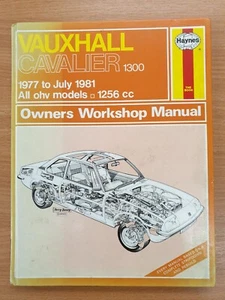 VAUXHALL
CAVALIER 1300
Haynes
1977 to July 1981
All ohv models □ 1256 cc
Owners Workshop Manual